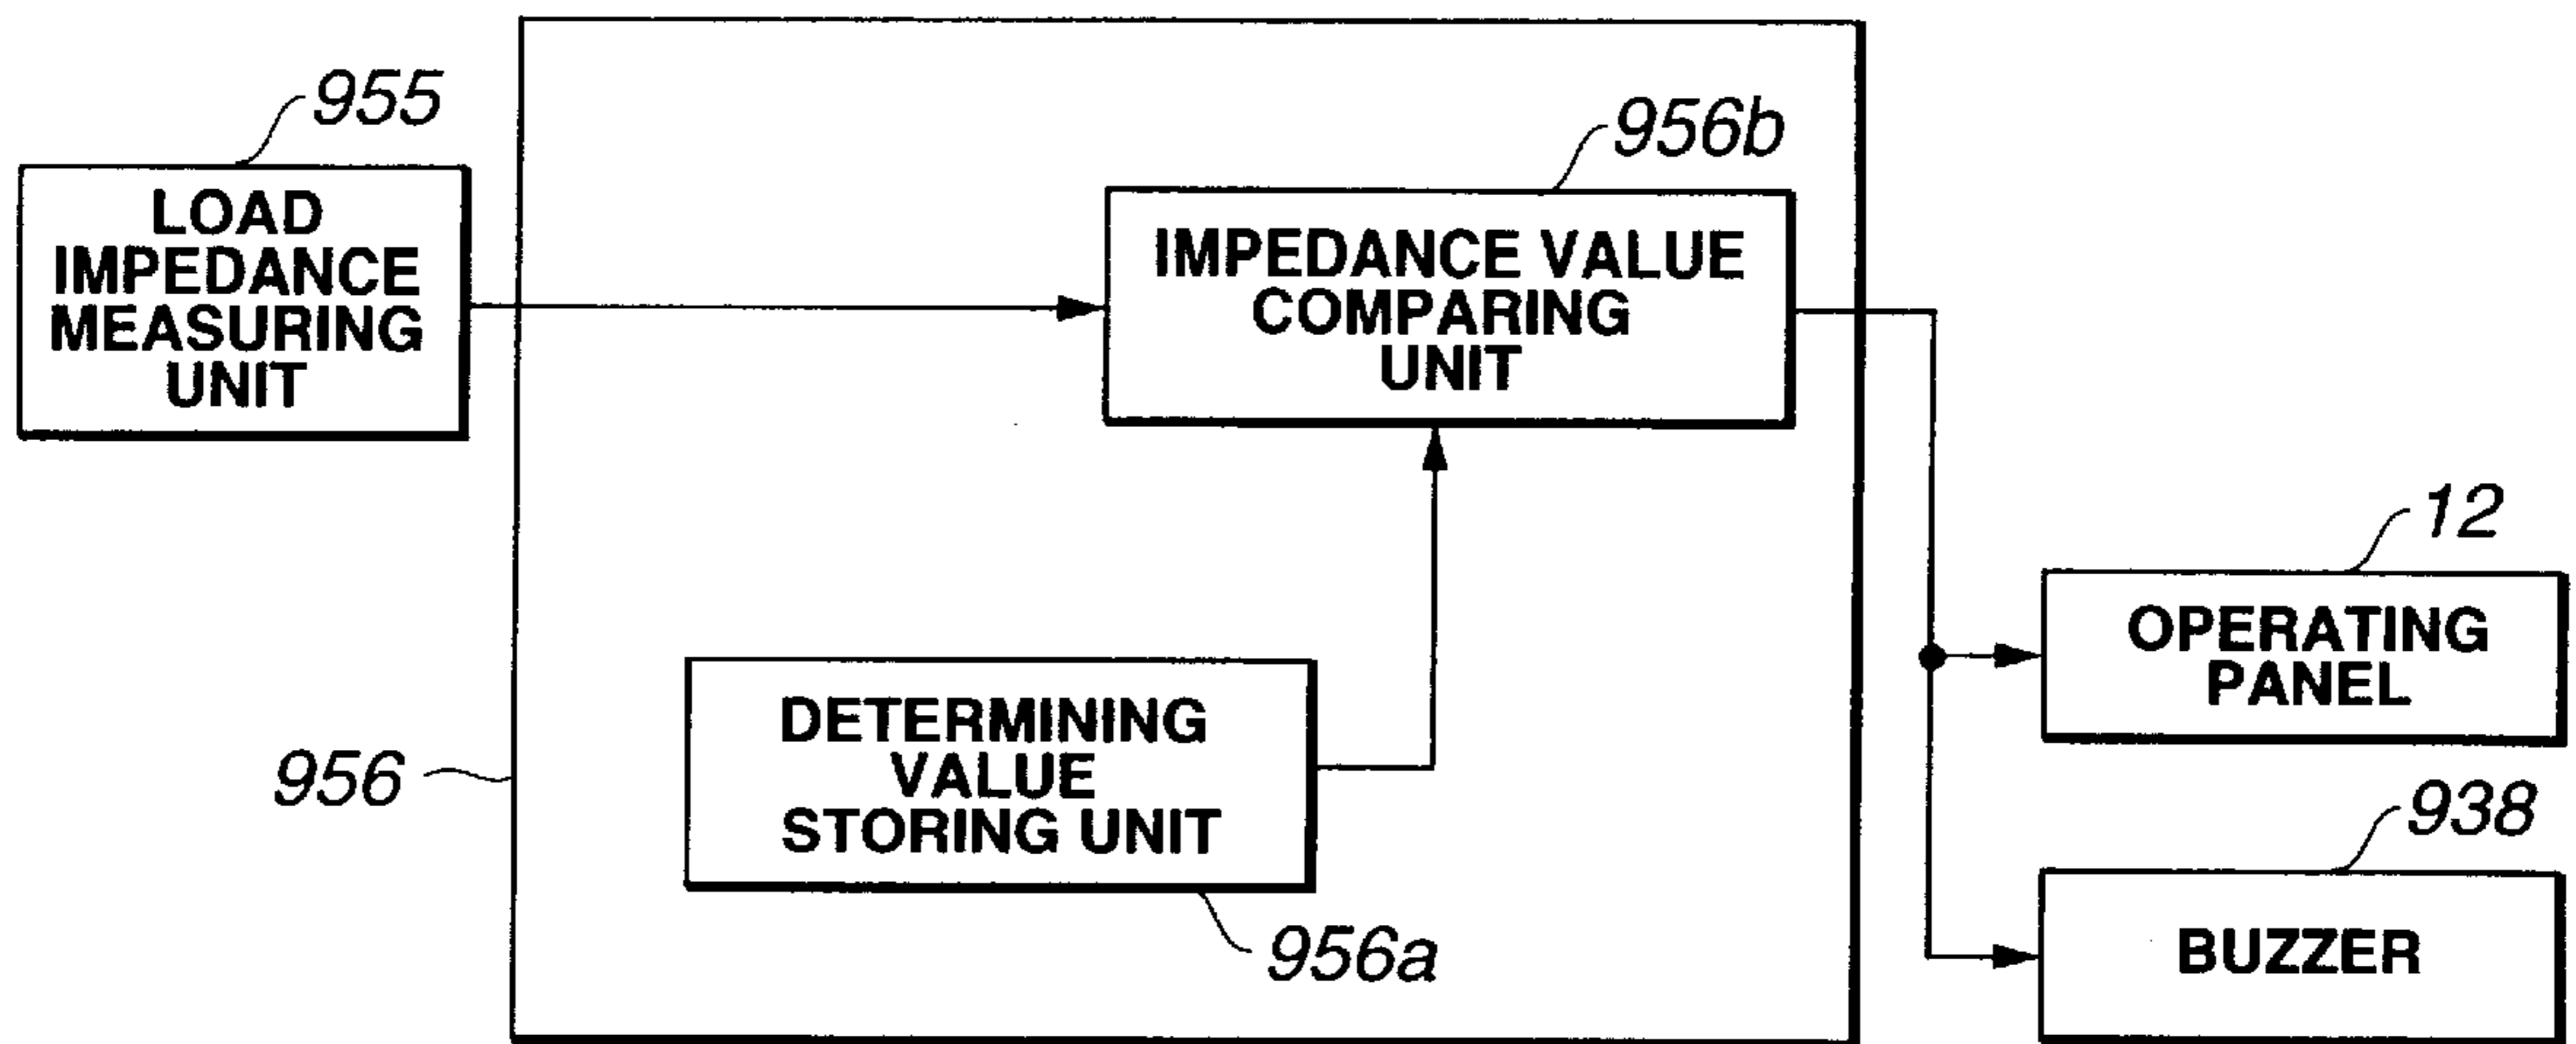 955
LOAD
IMPEDANCE
MEASURING
UNIT
956b
IMPEDANCE VALUE
COMPARING
UNIT
12
OPERATING
PANEL
956
DETERMINING
VALUE
STORING UNIT
956a
938
BUZZER